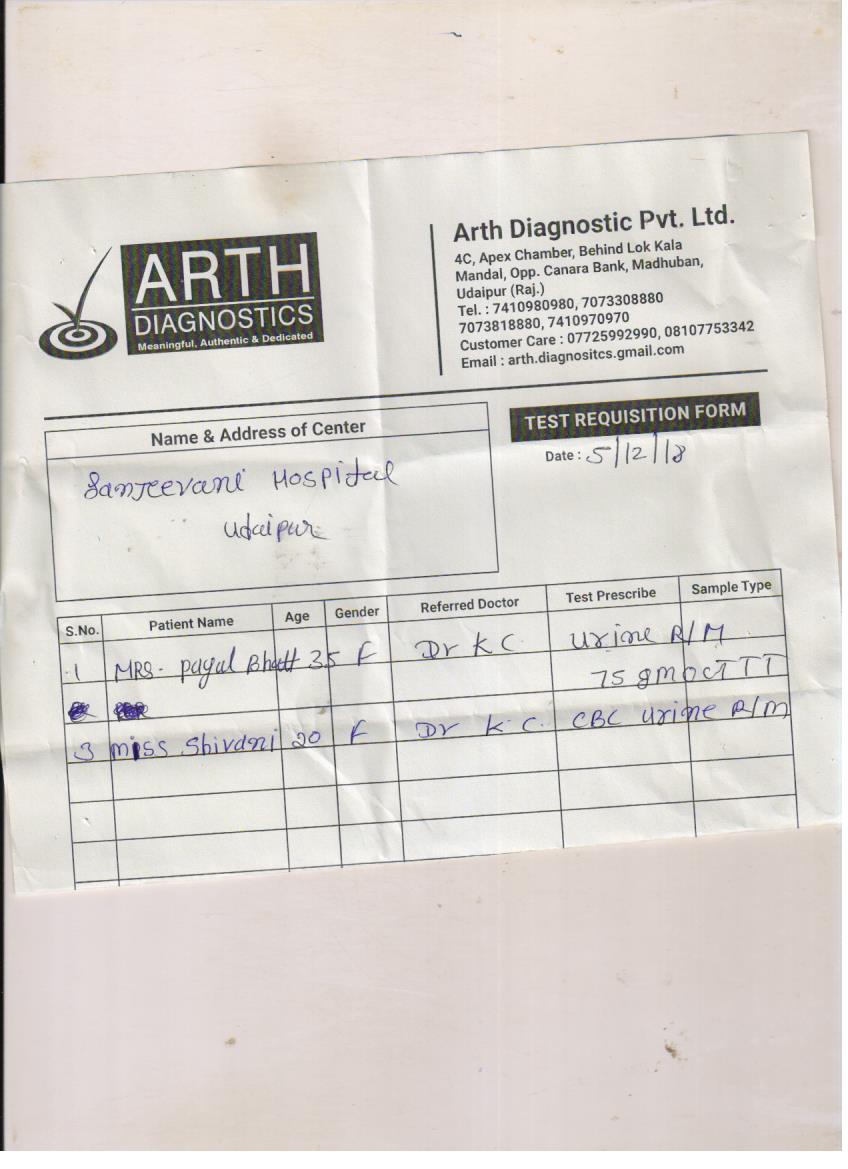 ARTH
DIAGNOSTICS
Meaningful, Authentic & Dedicated
Arth Diagnostic Pvt. Ltd.
4C, Apex Chamber, Behind Lok Kala
Mandal, Opp. Canara Bank, Madhuban,
Udaipur (Raj.)
Tel. : 7410980980, 7073308880
7073818880, 7410970970
Customer Care : 07725992990, 08107753342
Email : arth.diagnositcs.gmail.com
Name & Address of Center
Sanjeevani Hospital
Udaipur
TEST REQUISITION FORM
Date : 5/12/18
S.No. Patient Name Age Gender Referred Doctor Test Prescribe Sample Type
1 MRS. Payal Bhatt 35 F Dr K C. Urine R/M
75 gm OCTTT
3 Miss Shivani 20 F Dr K.C. CBC Urine R/M